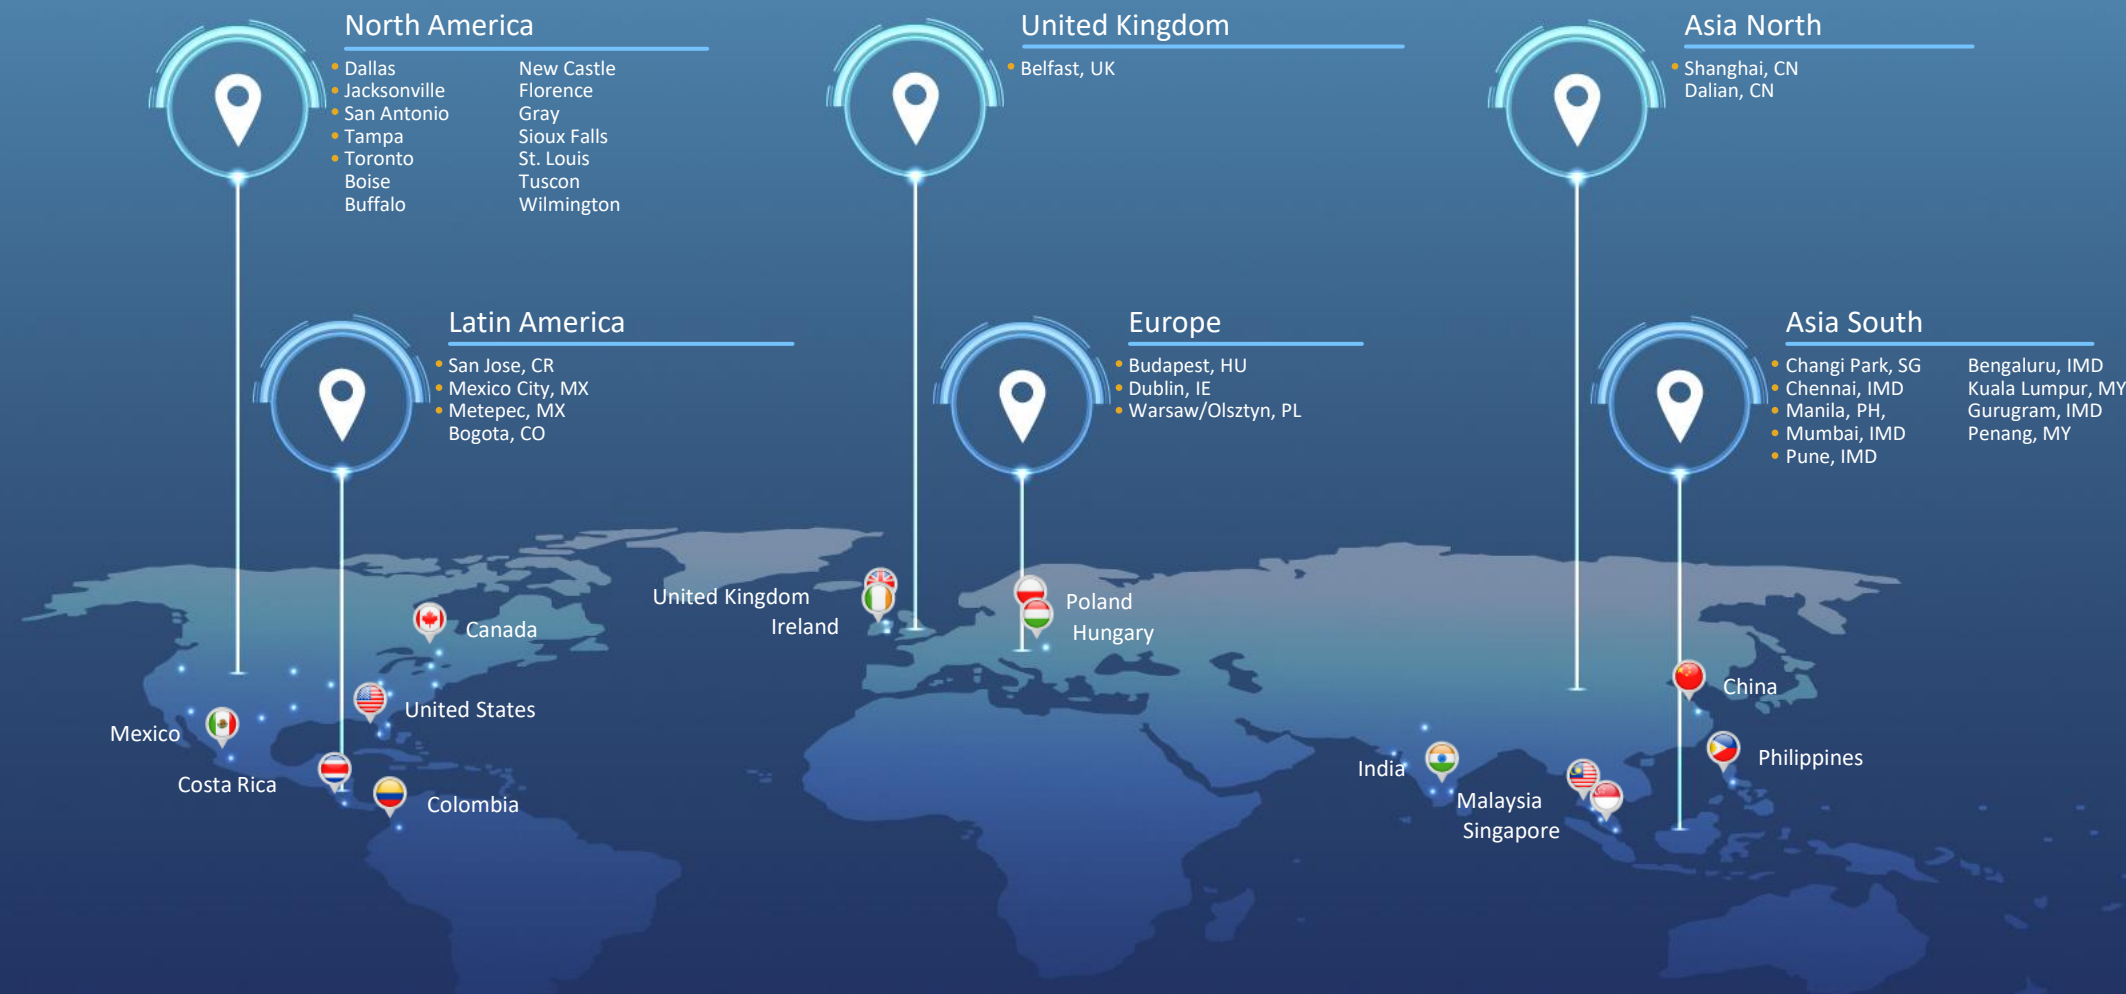 North America
• Dallas
• Jacksonville
• San Antonio
• Tampa
• Toronto
Boise
Buffalo
New Castle
Florence
Gray
Sioux Falls
St. Louis
Tuscon
Wilmington
United Kingdom
• Belfast, UK
Asia North
• Shanghai, CN
Dalian, CN
Latin America
• San Jose, CR
• Mexico City, MX
• Metepec, MX
Bogota, CO
Europe
• Budapest, HU
• Dublin, IE
• Warsaw/Olsztyn, PL
Asia South
• Changi Park, SG
• Chennai, IMD
• Manila, PH,
• Mumbai, IMD
• Pune, IMD
Bengaluru, IMD
Kuala Lumpur, MY
Gurugram, IMD
Penang, MY
United Kingdom
Ireland
Poland
Hungary
Canada
United States
Mexico
Costa Rica
Colombia
China
Philippines
India
Malaysia
Singapore